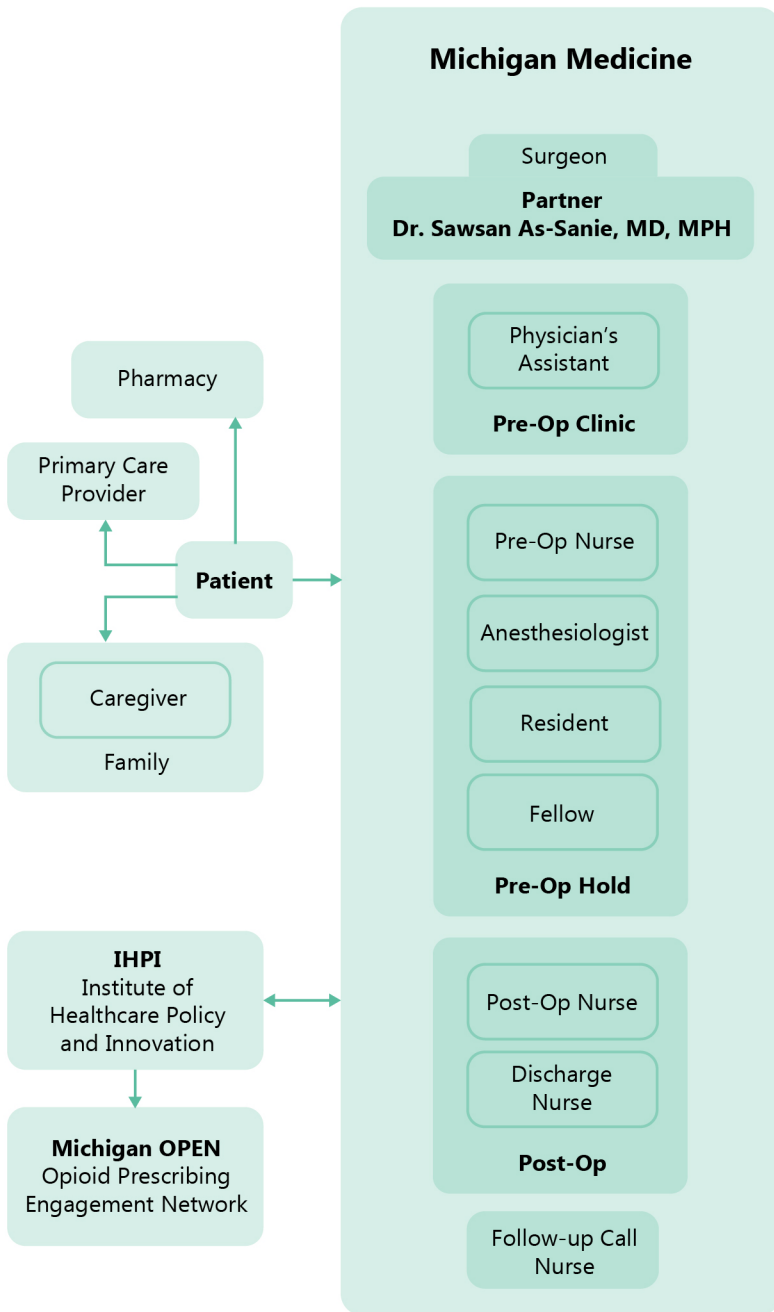 Michigan Medicine
Surgeon
Partner
Dr. Sawsan As-Sanie, MD, MPH
Physician’s
Assistant
Pre-Op Clinic
Pharmacy
Primary Care
Provider
Patient
Caregiver
Family
Pre-Op Nurse
Anesthesiologist
Resident
Fellow
Pre-Op Hold
IHPI
Institute of
Healthcare Policy
and Innovation
Michigan OPEN
Opioid Prescribing
Engagement Network
Post-Op Nurse
Discharge
Nurse
Post-Op
Follow-up Call
Nurse